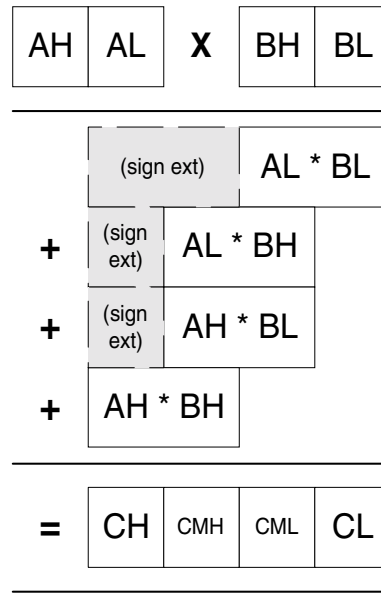 AH AL X BH BL
(sign ext) AL * BL
+ (sign
ext) AL * BH
+ (sign
ext) AH * BL
+ AH * BH
= CH CMH CML CL